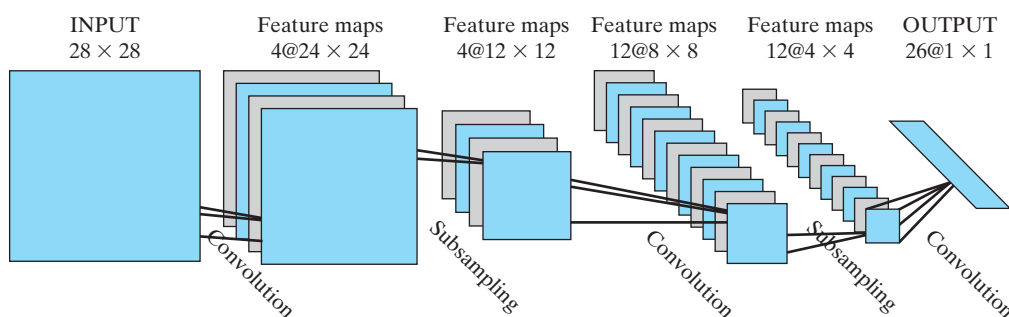 INPUT
28 × 28
Feature maps
4@24 × 24
Feature maps
4@12 × 12
Feature maps
12@8 × 8
Feature maps
12@4 × 4
OUTPUT
26@1 × 1
Convolution
Subsampling
Convolution
Subsampling
Convolution